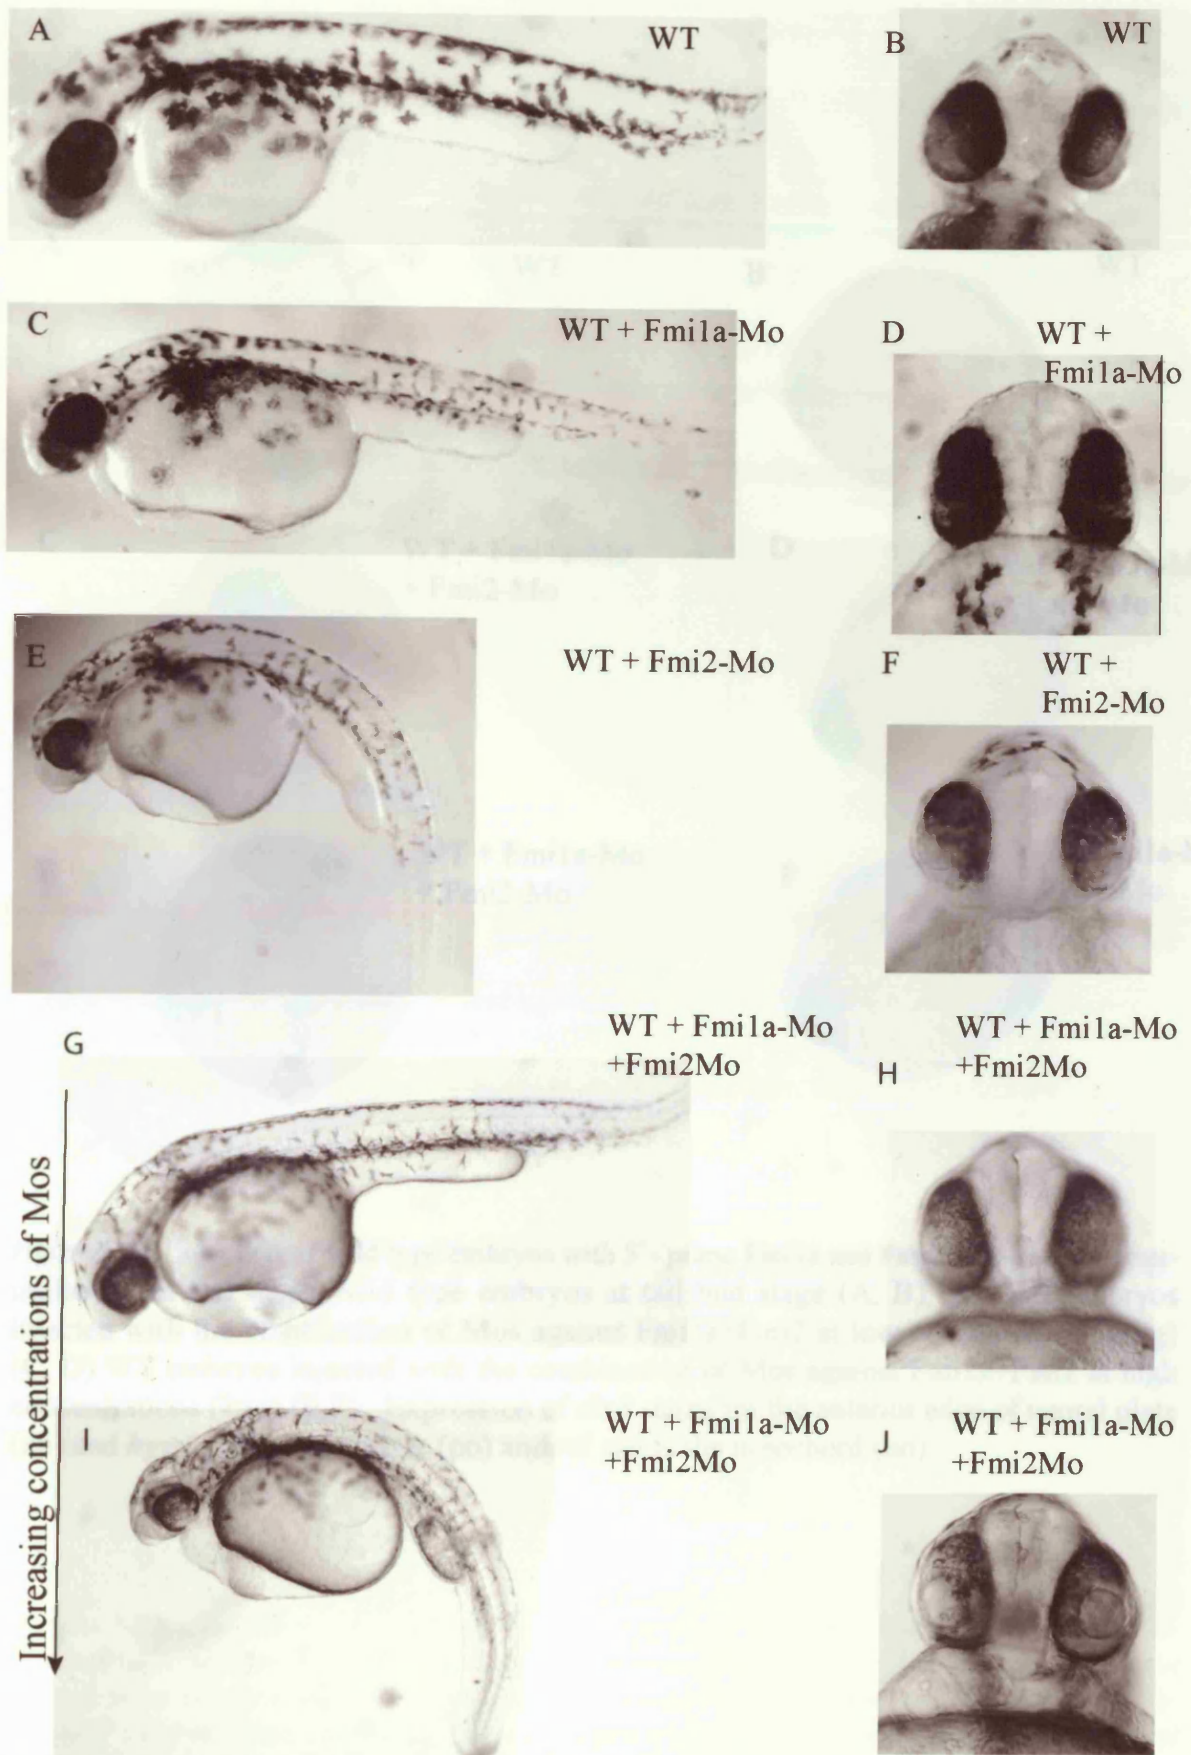 A
WT
B
WT
C
WT + Fmi1a-Mo
D
WT +
Fmi1a-Mo
E
WT + Fmi2-Mo
F
WT +
Fmi2-Mo
G
WT + Fmi1a-Mo
+Fmi2Mo
H
WT + Fmi1a-Mo
+Fmi2Mo
Increasing concentrations of Mos
I
WT + Fmi1a-Mo
+Fmi2Mo
J
WT + Fmi1a-Mo
+Fmi2Mo